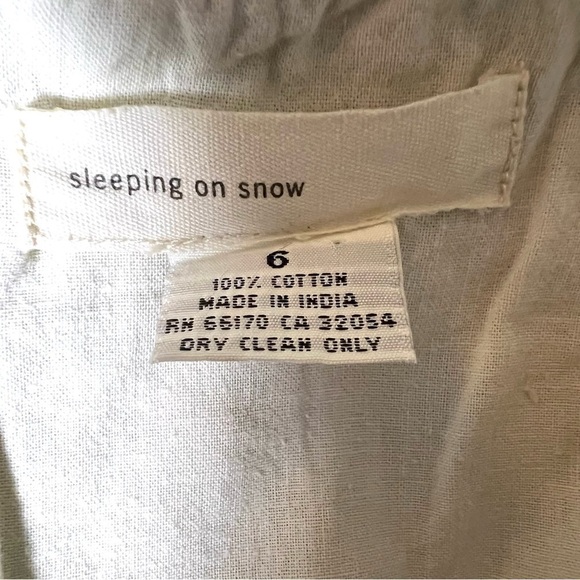 sleeping on snow
6
100% COTTON
MADE IN INDIA
RN 66170 CA 32054
DRY CLEAN ONLY